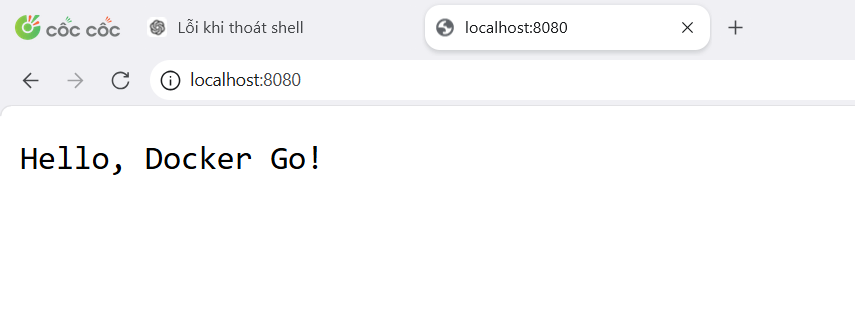 cốc cốc Lỗi khi thoát shell localhost:8080
localhost:8080
Hello, Docker Go!